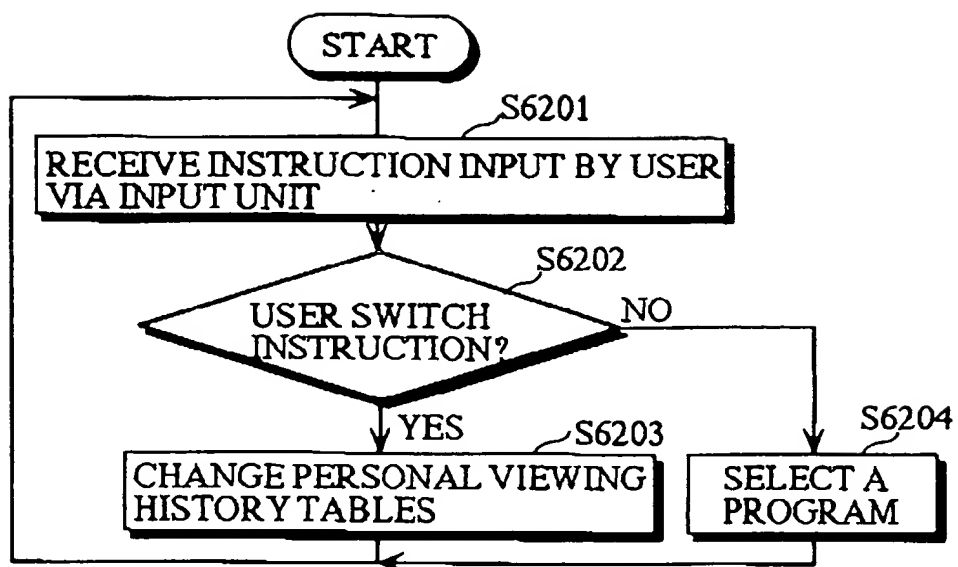 START
S6201
RECEIVE INSTRUCTION INPUT BY USER
VIA INPUT UNIT
S6202
USER SWITCH
INSTRUCTION?
NO
YES
S6203
CHANGE PERSONAL VIEWING
HISTORY TABLES
S6204
SELECT A
PROGRAM